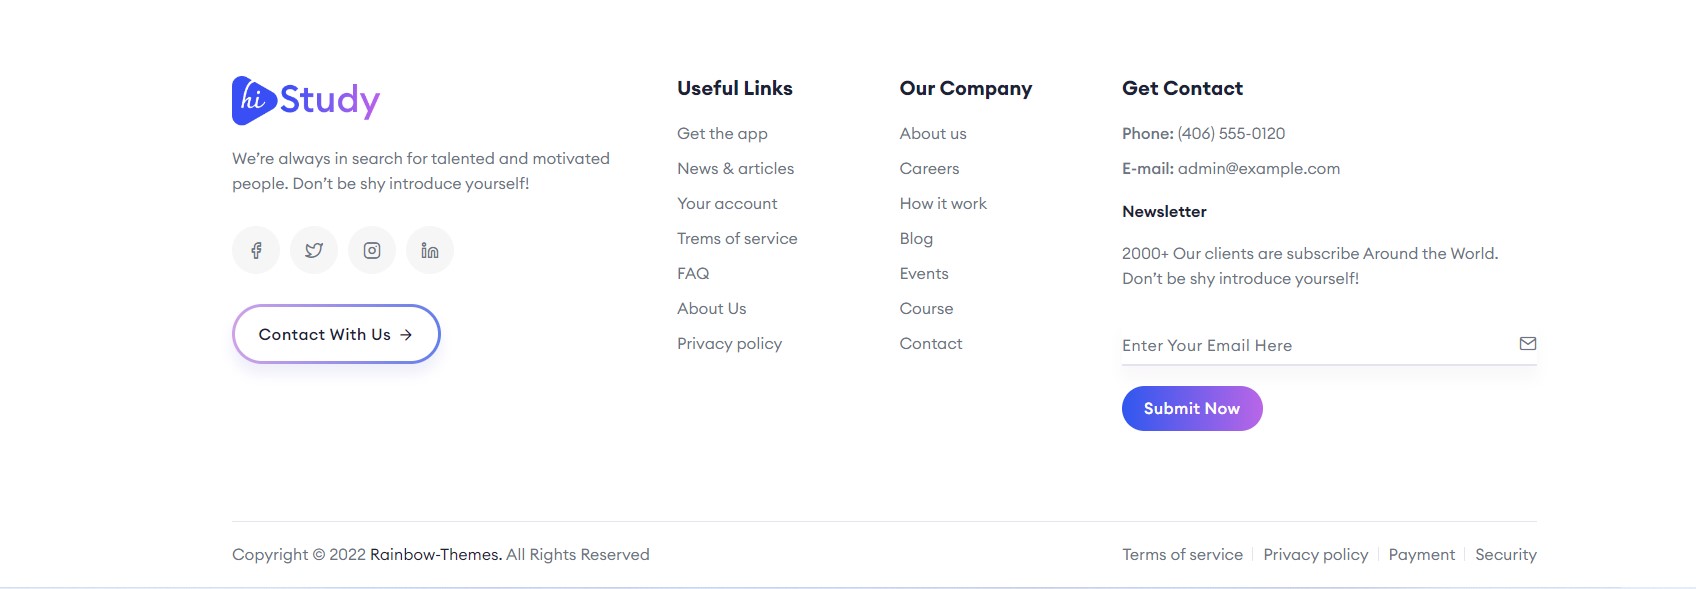 hi Study
We’re always in search for talented and motivated
people. Don’t be shy introduce yourself!
Contact With Us →
Useful Links
Get the app
News & articles
Your account
Trems of service
FAQ
About Us
Privacy policy
Our Company
About us
Careers
How it work
Blog
Events
Course
Contact
Get Contact
Phone: (406) 555-0120
E-mail: admin@example.com
Newsletter
2000+ Our clients are subscribe Around the World.
Don’t be shy introduce yourself!
Enter Your Email Here
Submit Now
Copyright © 2022 Rainbow-Themes. All Rights Reserved
Terms of service | Privacy policy | Payment | Security